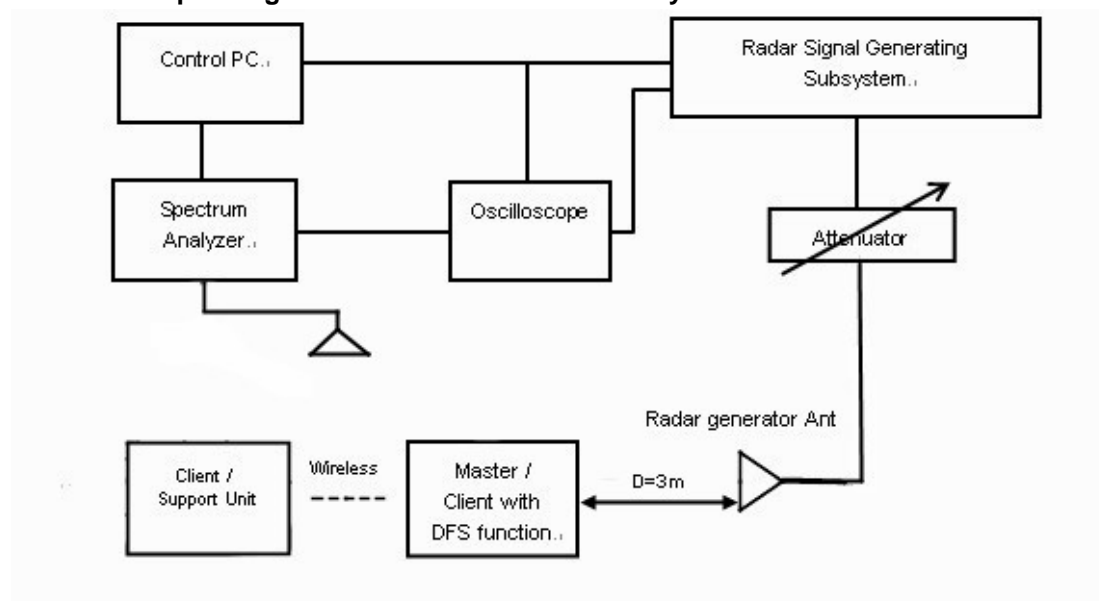 Control PC
Radar Signal Generating
Subsystem
Spectrum
Analyzer
Oscilloscope
Attenuator
Radar generator Ant
Client /
Support Unit
Wireless
Master /
Client with
DFS function
D=3m